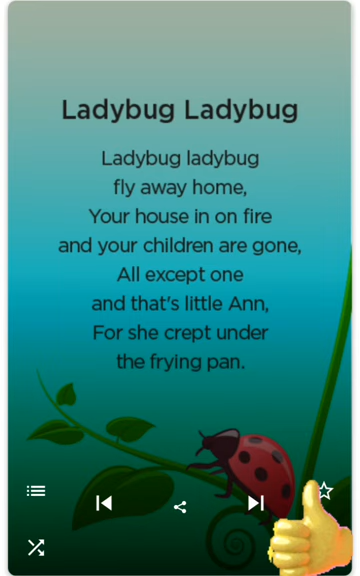 Ladybug Ladybug
Ladybug ladybug
fly away home,
Your house in on fire
and your children are gone,
All except one
and that's little Ann,
For she crept under
the frying pan.